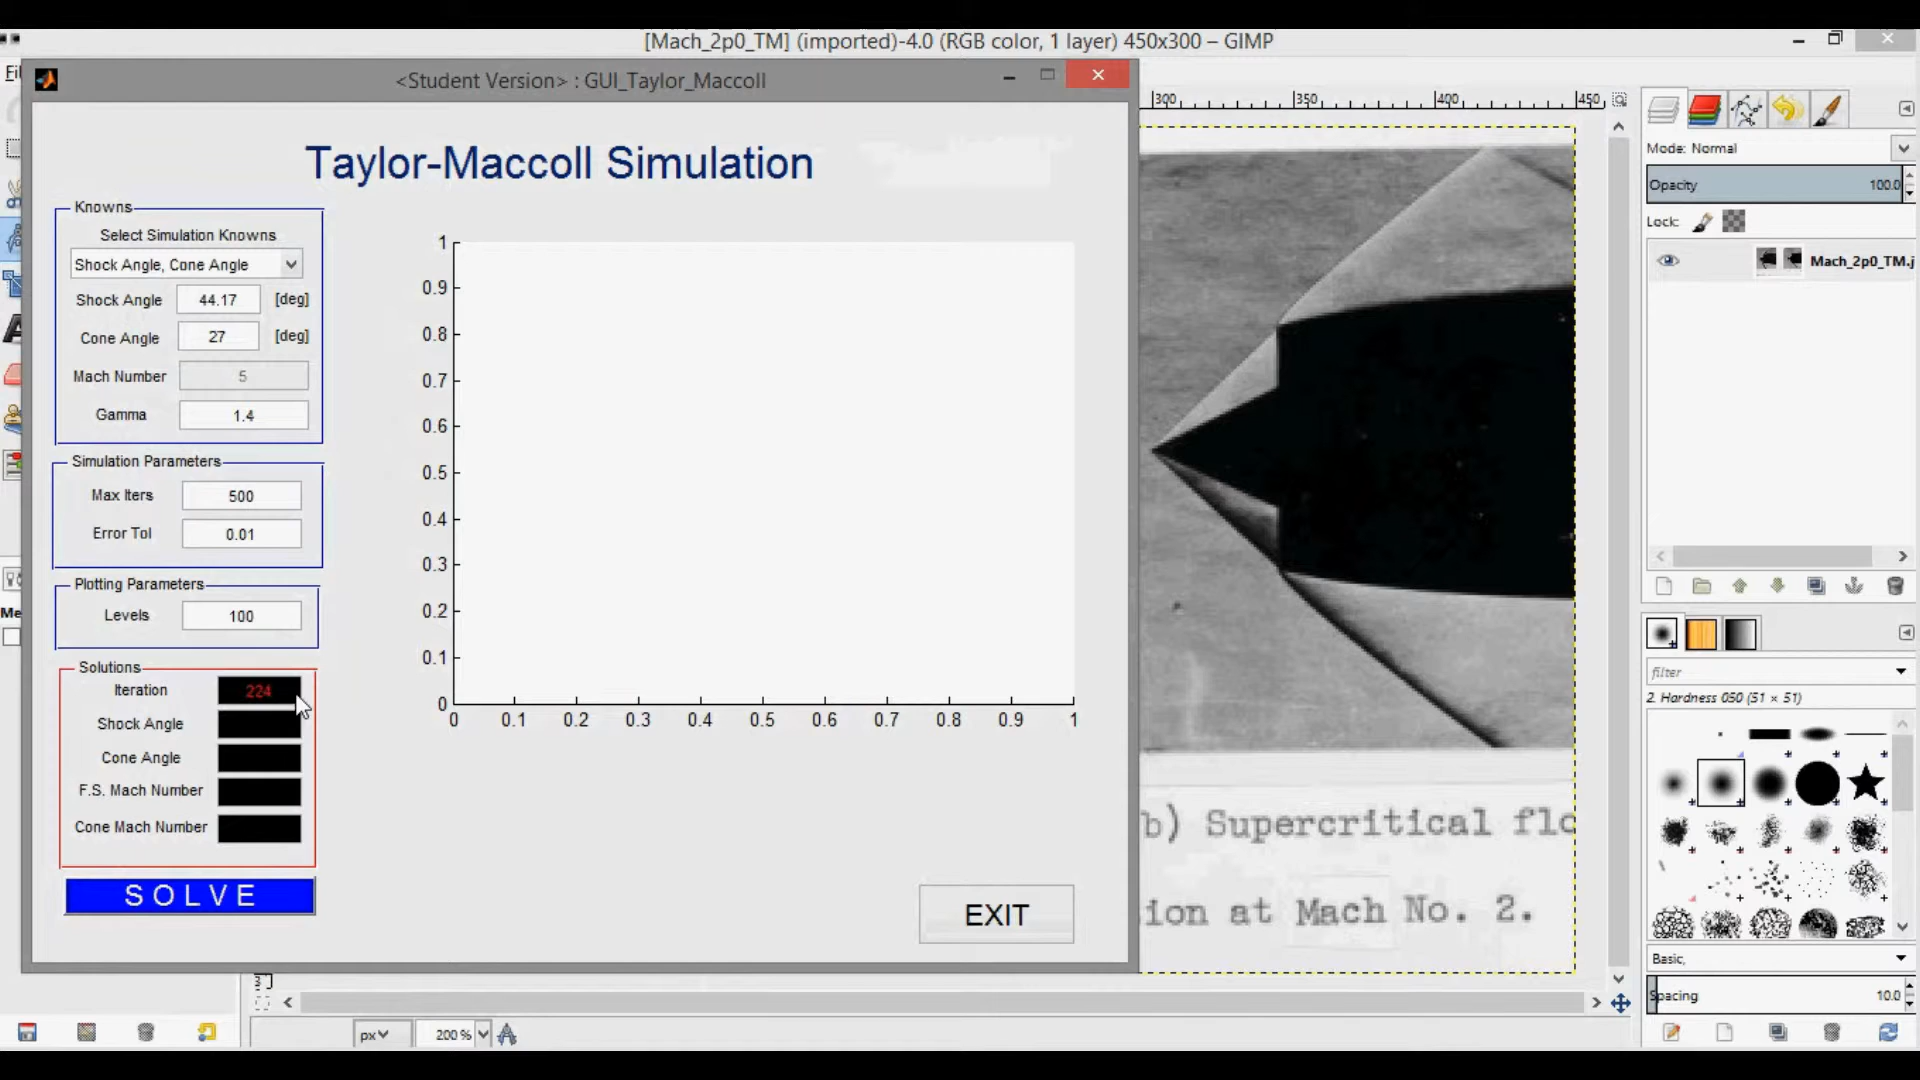 [Mach_2p0_TM] (imported)-4.0 (RGB color, 1 layer) 450x300 – GIMP
<Student Version> : GUI_Taylor_Maccoll
Taylor-Maccoll Simulation
Knowns
Select Simulation Knowns
Shock Angle, Cone Angle
Shock Angle 44.17 [deg]
Cone Angle 27 [deg]
Mach Number 5
Gamma 1.4
Simulation Parameters
Max Iters 500
Error Tol 0.01
Plotting Parameters
Levels 100
Solutions
Iteration 224
Shock Angle
Cone Angle
F.S. Mach Number
Cone Mach Number
SOLVE
1
0.9
0.8
0.7
0.6
0.5
0.4
0.3
0.2
0.1
0
0 0.1 0.2 0.3 0.4 0.5 0.6 0.7 0.8 0.9 1
EXIT
300 350 400 450
b) Supercritical flo
ion at Mach No. 2.
px 200 %
Mode: Normal
Opacity 100.0
Lock:
Mach_2p0_TM.j
filter
2. Hardness 050 (51 × 51)
Basic,
Spacing 10.0